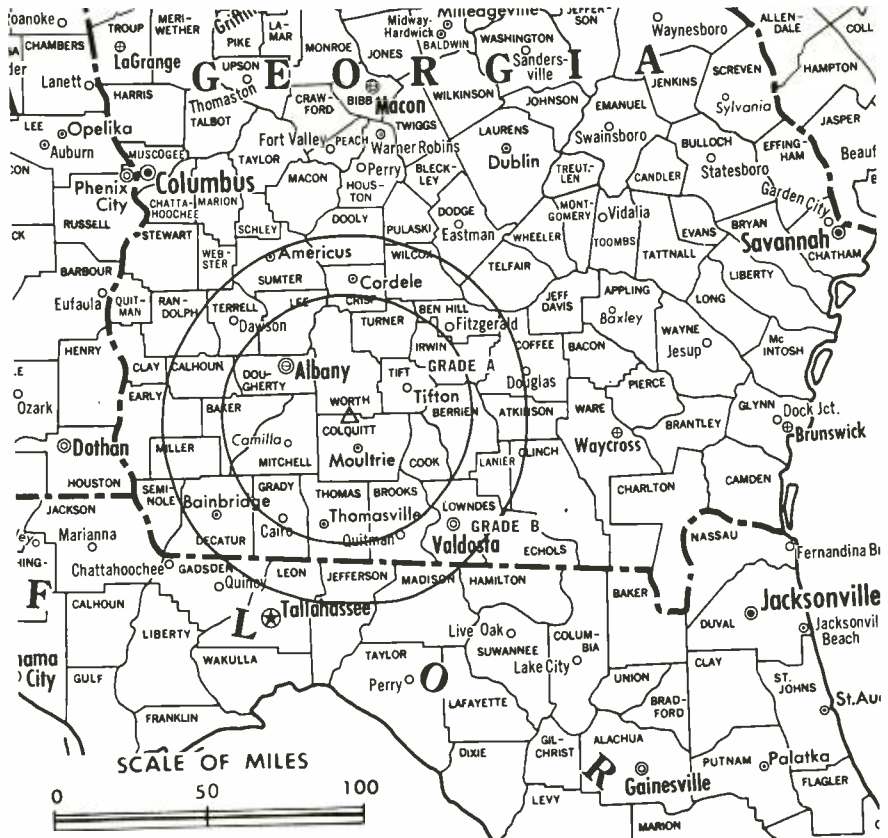 oanoke
TROUP
MERI-
WETHER
Griffin
PIKE
LA-
MAR
MONROE
JONES
Midway-
Hardwick
Milledgeville
BALDWIN
WASHINGTON
Sanders-
ville
JEFFER-
SON
Waynesboro
ALLEN-
DALE
COLL
CHAMBERS
LaGrange
UPSON
Thomaston
GEORGIA
SCREVEN
HAMPTON
Lanett
HARRIS
TALBOT
CRAW-
FORD
BIBB
Macon
WILKINSON
JOHNSON
EMANUEL
JENKINS
Sylvania
LEE
Opelika
Auburn
TWIGGS
LAURENS
Swainsboro
JASPER
Fort Valley
PEACH
Warner Robins
Dublin
BULLOCH
Statesboro
EFFING-
HAM
Beauf
MUSCOGEE
TAYLOR
Perry
BLECK-
LEY
TREUT-
LEN
CANDLER
Phenix
City
Columbus
MACON
HOUS-
TON
CHATTA-
HOOCHEE
MARION
DODGE
Eastman
MONT-
GOMERY
Vidalia
Garden City
RUSSELL
STEWART
SCHLEY
DOOLY
PULASKI
WHEELER
TOOMBS
EVANS
BRYAN
Savannah
CHATHAM
WEB-
STER
Americus
WILCOX
TELFAIR
TATTNALL
LIBERTY
BARBOUR
SUMTER
Cordele
CRISP
Eufaula
QUIT-
MAN
RAN-
DOLPH
TERRELL
Dawson
LEE
TURNER
BEN HILL
Fitzgerald
JEFF
DAVIS
APPLING
Baxley
LONG
WAYNE
Jesup
Mc
INTOSH
HENRY
IRWIN
COFFEE
BACON
CLAY
CALHOUN
DOU-
GHERTY
Albany
TIFT
GRADE A
Tifton
Douglas
PIERCE
Ozark
EARLY
BAKER
WORTH
BERRIEN
ATKINSON
WARE
BRANTLEY
GLYNN
Dock Jct.
Brunswick
Camilla
COLQUITT
Waycross
Dothan
MILLER
MITCHELL
Moultrie
COOK
LANIER
CLINCH
HOUSTON
SEMI-
NOLE
GRADY
THOMAS
BROOKS
CHARLTON
CAMDEN
JACKSON
Bainbridge
LOWNDES
GRADE B
Marianna
DECATUR
Cairo
Thomasville
Quitman
Valdosta
ECHOLS
NASSAU
Fernandina B
HING-
Chattahoochee
GADSDEN
Quincy
LEON
JEFFERSON
MADISON
HAMILTON
BAKER
F
L
O
R
CALHOUN
Tallahassee
Jacksonville
DUVAL
Jacksonvil
Beach
LIBERTY
Live Oak
SUWANNEE
COLUM-
BIA
Lake City
nama
City
WAKULLA
TAYLOR
Perry
CLAY
ST.
JOHNS
GULF
UNION
BRAD-
FORD
St.Au
LAFAYETTE
FRANKLIN
GIL-
CHRIST
ALACHUA
PUTNAM
Palatka
DIXIE
Gainesville
FLAGLER
LEVY
MARION
SCALE OF MILES
0
50
100